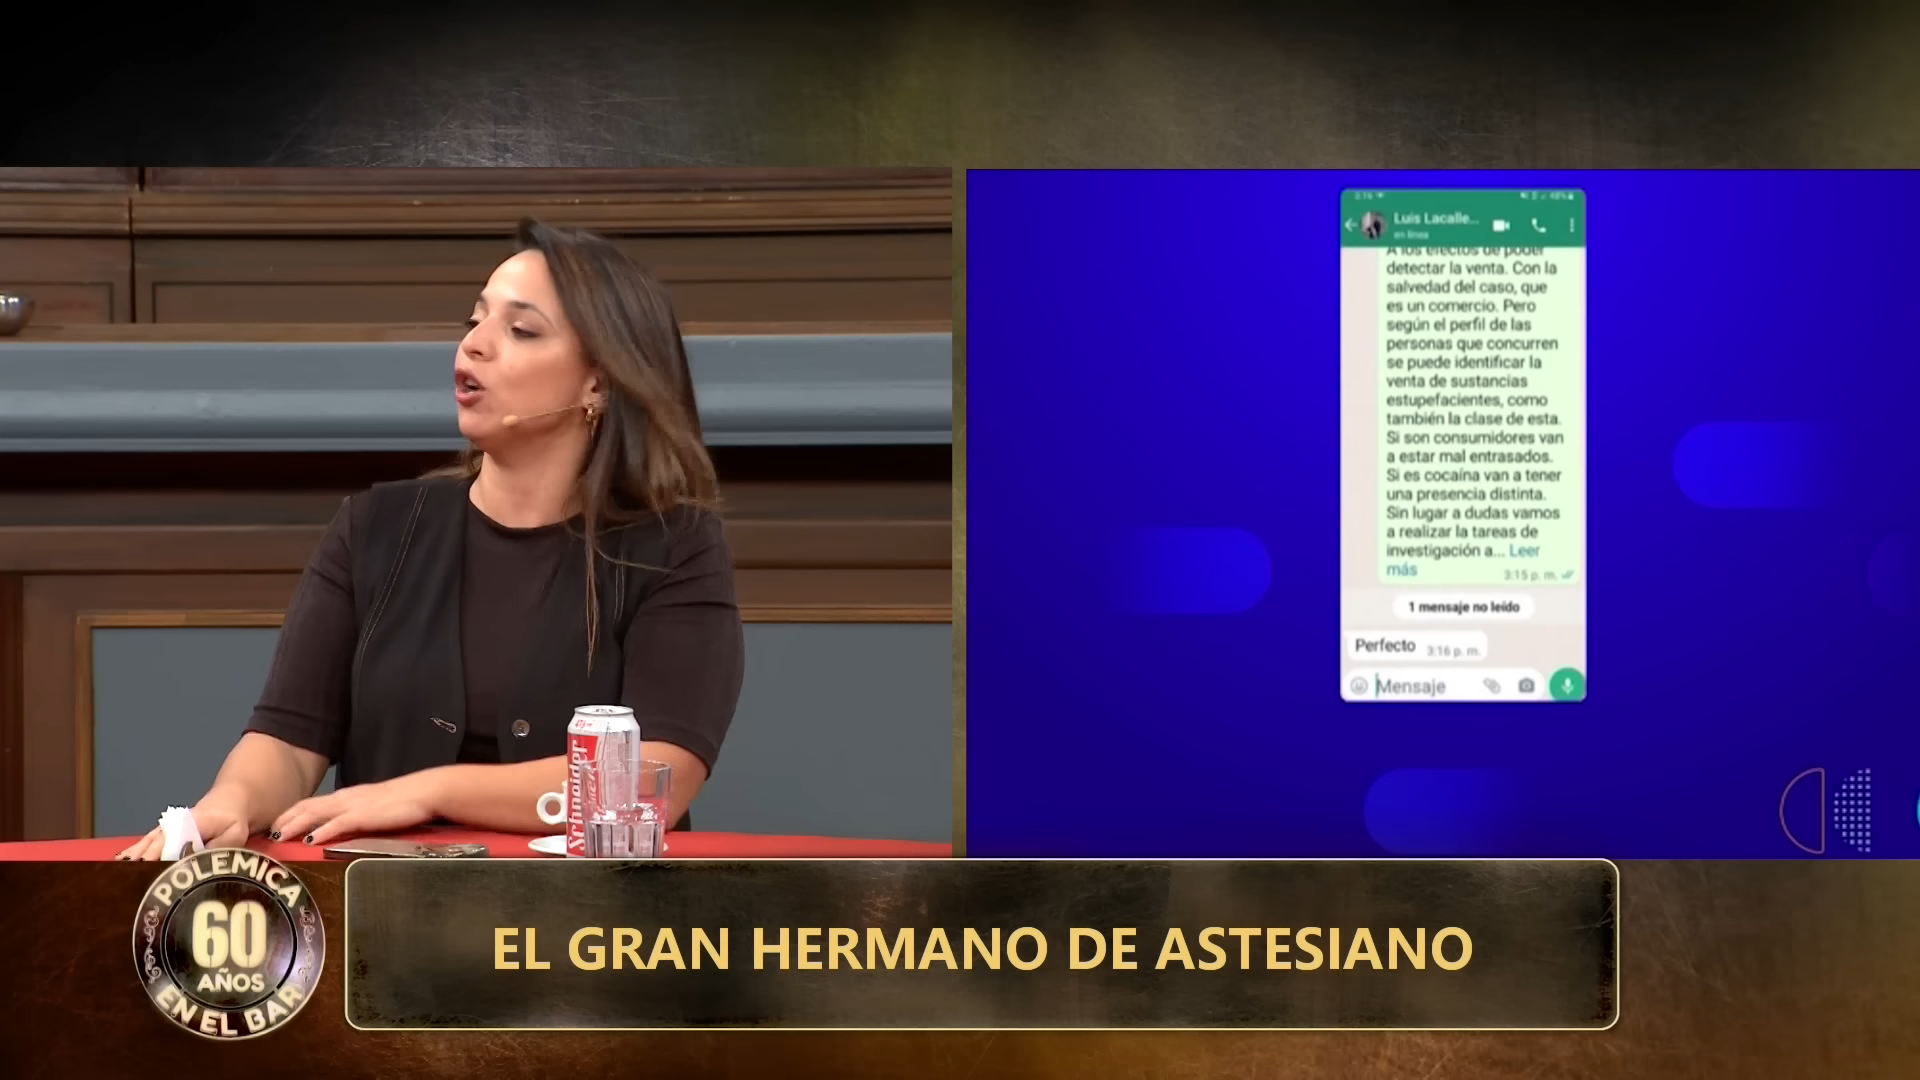 Luis Lacalle...
en línea
A los efectos de poder
detectar la venta. Con la
salvedad del caso, que
es un comercio. Pero
según el perfil de las
personas que concurren
se puede identificar la
venta de sustancias
estupefacientes, como
también la clase de esta.
Si son consumidores van
a estar mal entrasados.
Si es cocaína van a tener
una presencia distinta.
Sin lugar a dudas vamos
a realizar la tareas de
investigación a... Leer
más
3:15 p. m.
1 mensaje no leído
Perfecto
3:16 p. m.
Mensaje
Schneider
POLEMICA
60
AÑOS
EN EL BAR
EL GRAN HERMANO DE ASTESIANO